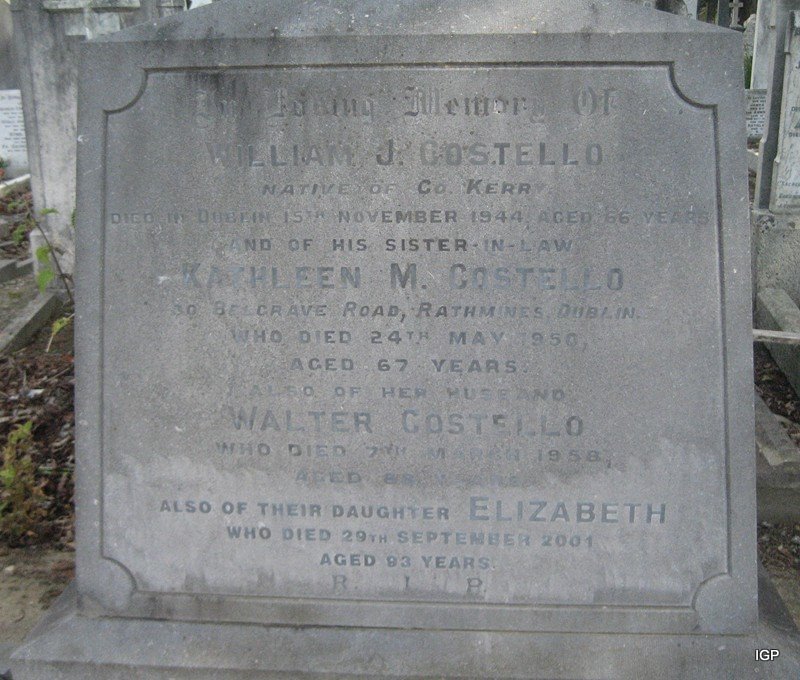 In Loving Memory Of
WILLIAM J. COSTELLO
NATIVE OF CO. KERRY.
DIED IN DUBLIN 15TH NOVEMBER 1944, AGED 66 YEARS
AND OF HIS SISTER-IN-LAW
KATHLEEN M. COSTELLO
30 BELGRAVE ROAD, RATHMINES, DUBLIN.
WHO DIED 24TH MAY 1950,
AGED 67 YEARS.
ALSO OF HER HUSBAND
WALTER COSTELLO
WHO DIED 7TH MARCH 1958,
AGED YEARS.
ALSO OF THEIR DAUGHTER ELIZABETH
WHO DIED 29TH SEPTEMBER 2001
AGED 93 YEARS.
R. I. P.
IGP